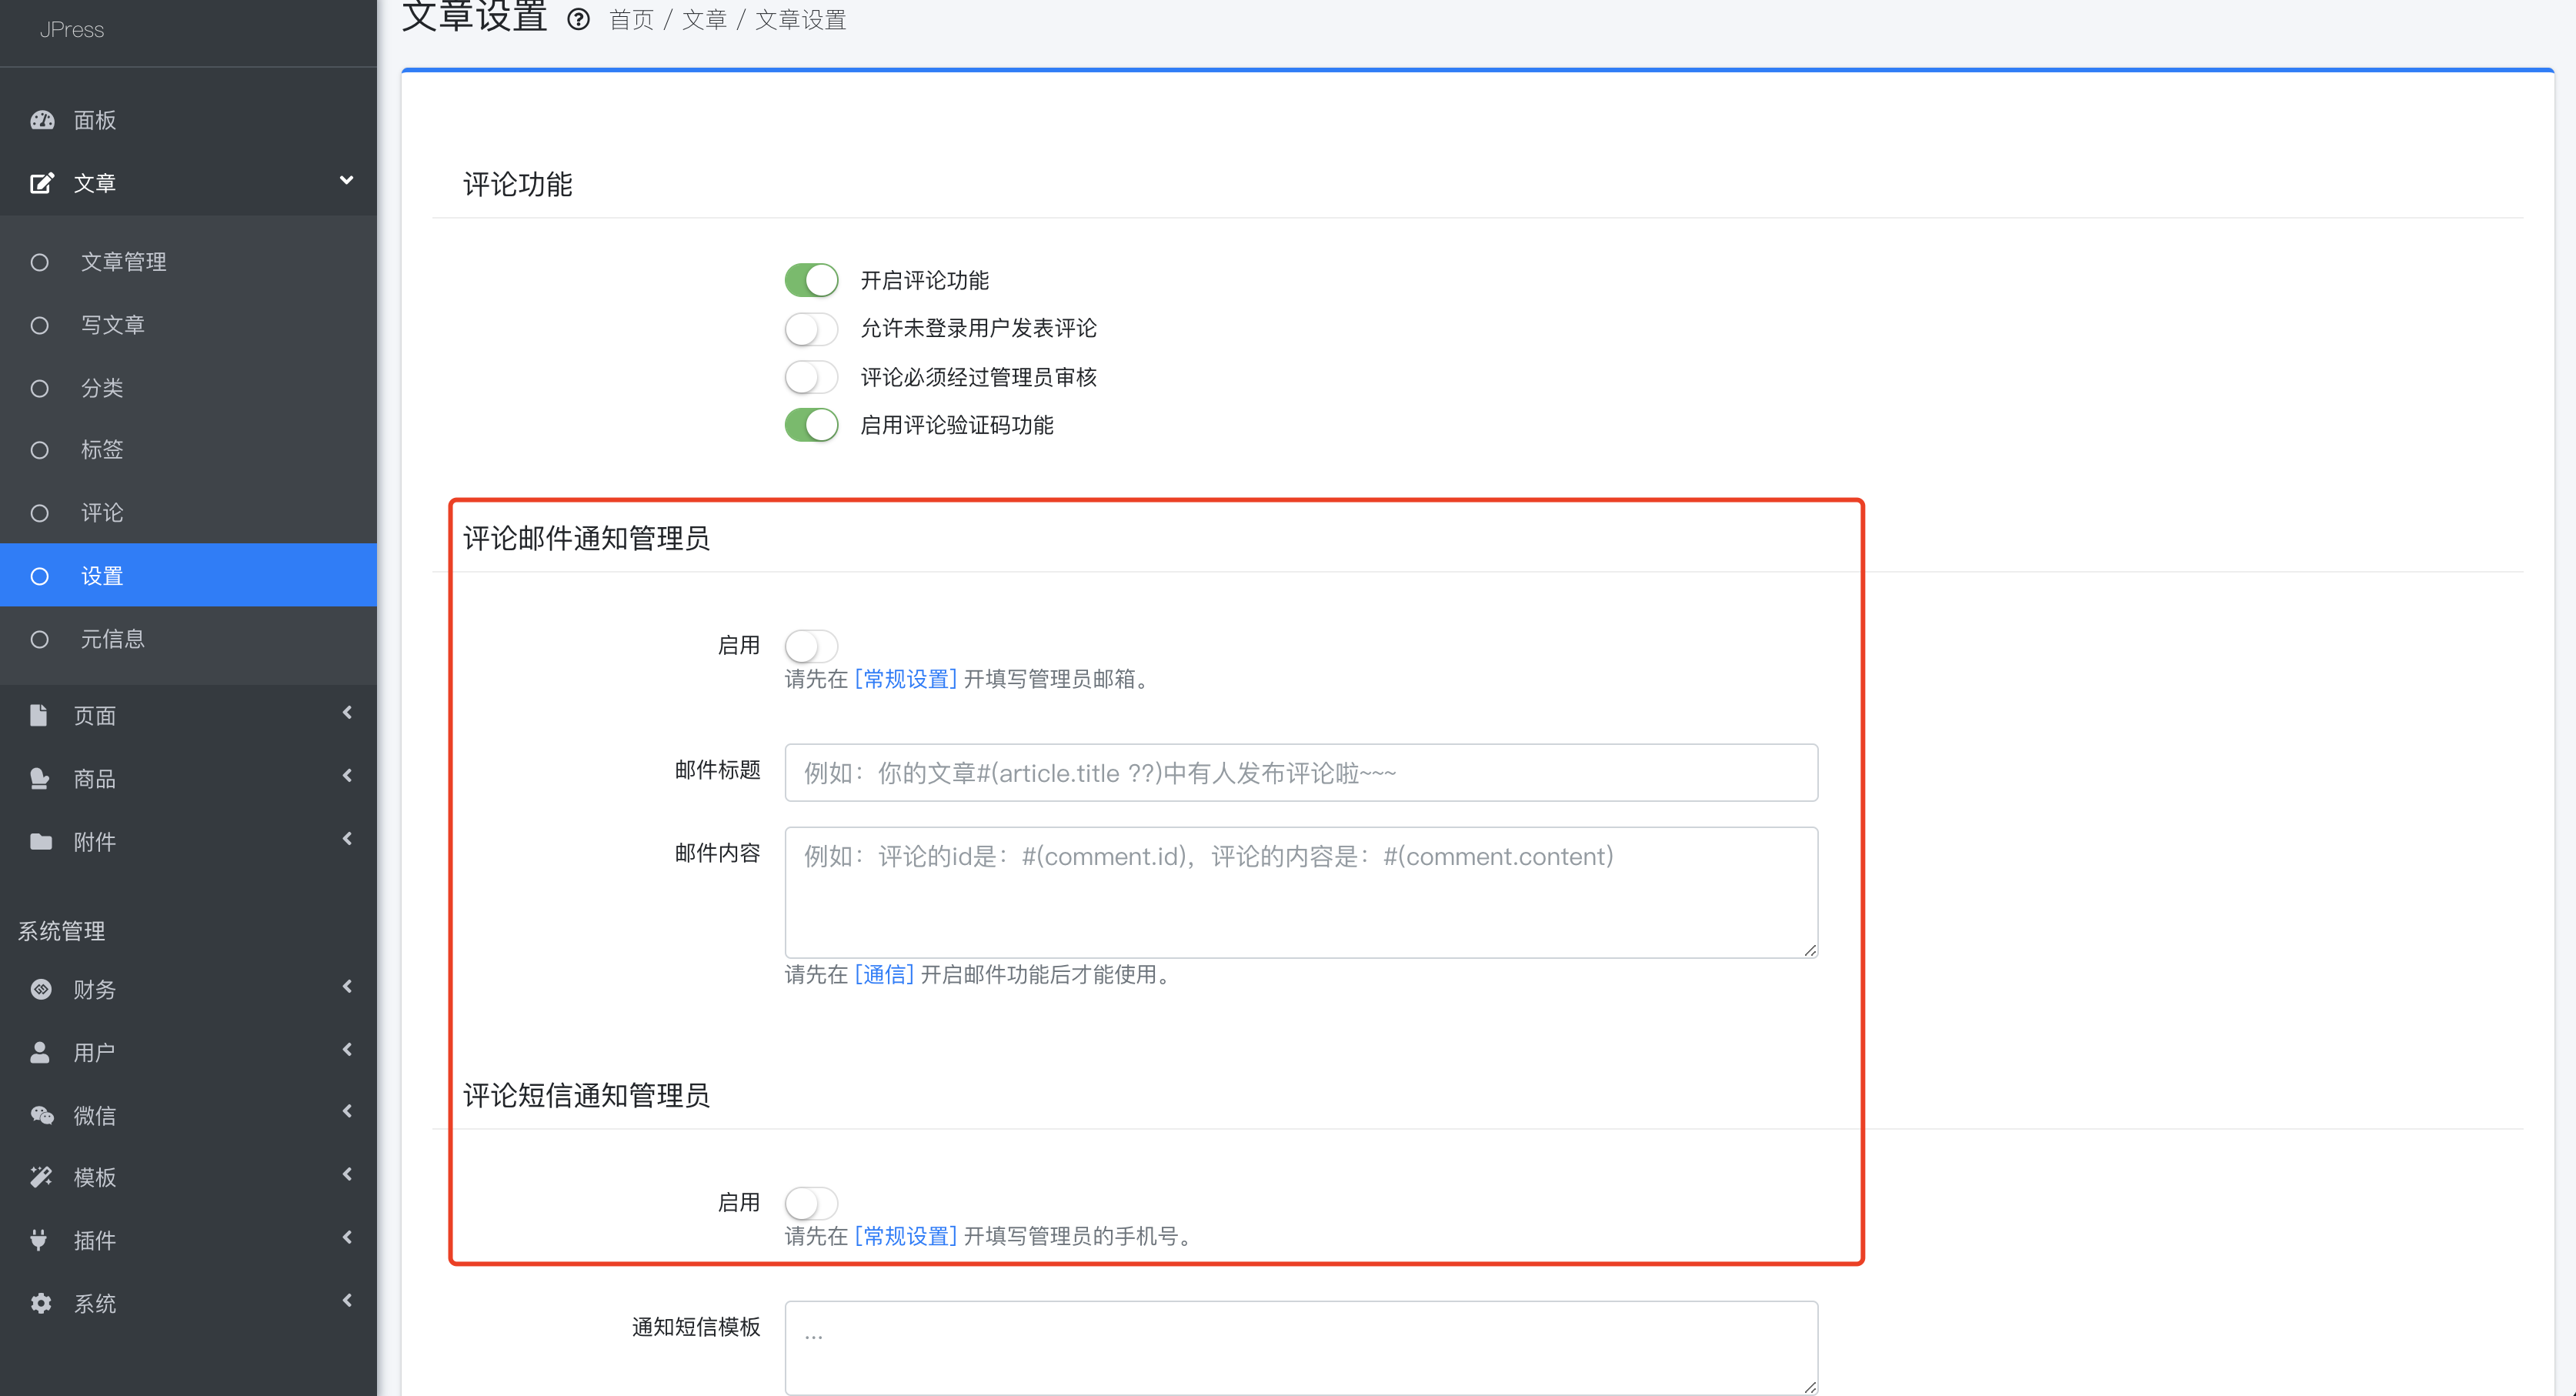 JPress
面板
文章
文章管理
写文章
分类
标签
评论
设置
元信息
页面
商品
附件
系统管理
财务
用户
微信
模板
插件
系统
文章设置 首页 / 文章 / 文章设置
评论功能
开启评论功能
允许未登录用户发表评论
评论必须经过管理员审核
启用评论验证码功能
评论邮件通知管理员
启用
请先在 [常规设置] 开填写管理员邮箱。
邮件标题 例如：你的文章#(article.title ??)中有人发布评论啦~~~
邮件内容 例如：评论的id是：#(comment.id)，评论的内容是：#(comment.content)
请先在 [通信] 开启邮件功能后才能使用。
评论短信通知管理员
启用
请先在 [常规设置] 开填写管理员的手机号。
通知短信模板 ...